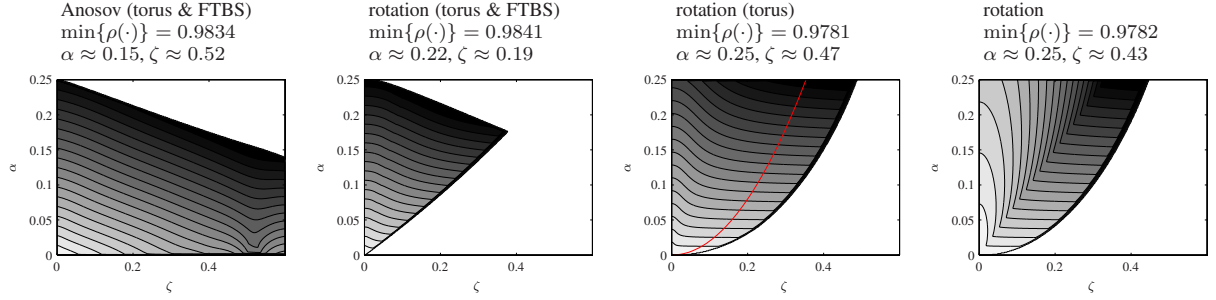 Anosov (torus & FTBS)
min{ρ(·)} = 0.9834
α ≈ 0.15, ζ ≈ 0.52
0.25
0.2
0.15
0.1
0.05
0
α
0
0.2
0.4
ζ
rotation (torus & FTBS)
min{ρ(·)} = 0.9841
α ≈ 0.22, ζ ≈ 0.19
0.25
0.2
0.15
0.1
0.05
0
α
0
0.2
0.4
ζ
rotation (torus)
min{ρ(·)} = 0.9781
α ≈ 0.25, ζ ≈ 0.47
0.25
0.2
0.15
0.1
0.05
0
α
0
0.2
0.4
ζ
rotation
min{ρ(·)} = 0.9782
α ≈ 0.25, ζ ≈ 0.43
0.25
0.2
0.15
0.1
0.05
0
α
0
0.2
0.4
ζ